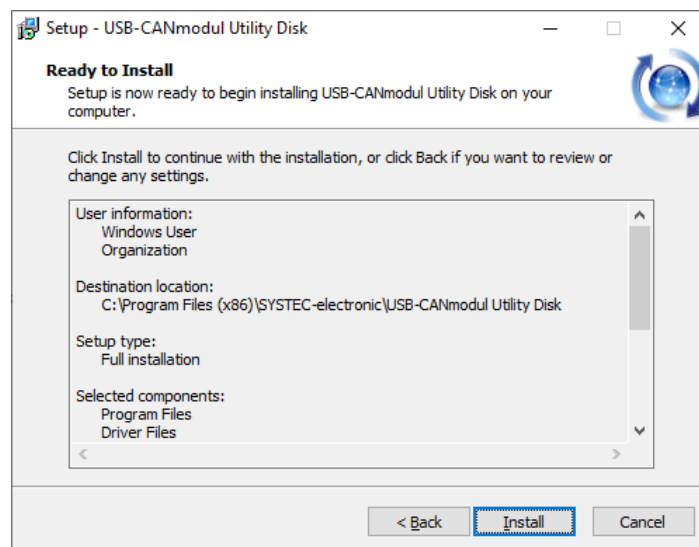 Setup - USB-CANmodul Utility Disk
Ready to Install
Setup is now ready to begin installing USB-CANmodul Utility Disk on your
computer.
Click Install to continue with the installation, or click Back if you want to review or
change any settings.
User information:
Windows User
Organization
Destination location:
C:\Program Files (x86)\SYSTEC-electronic\USB-CANmodul Utility Disk
Setup type:
Full installation
Selected components:
Program Files
Driver Files
< Back Install Cancel